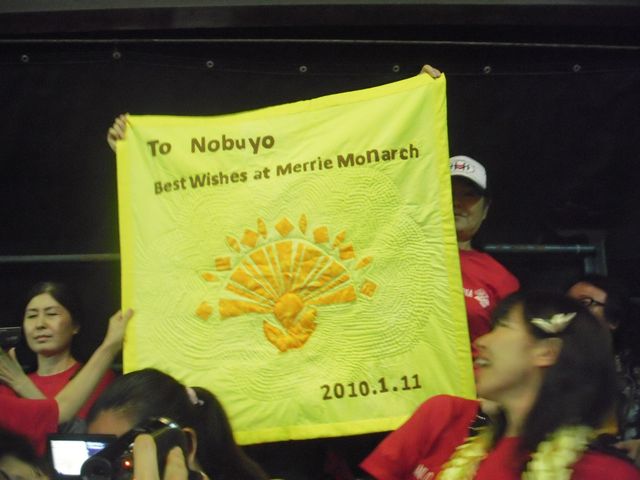 To Nobuyo
Best Wishes at Merrie Monarch
2010.1.11